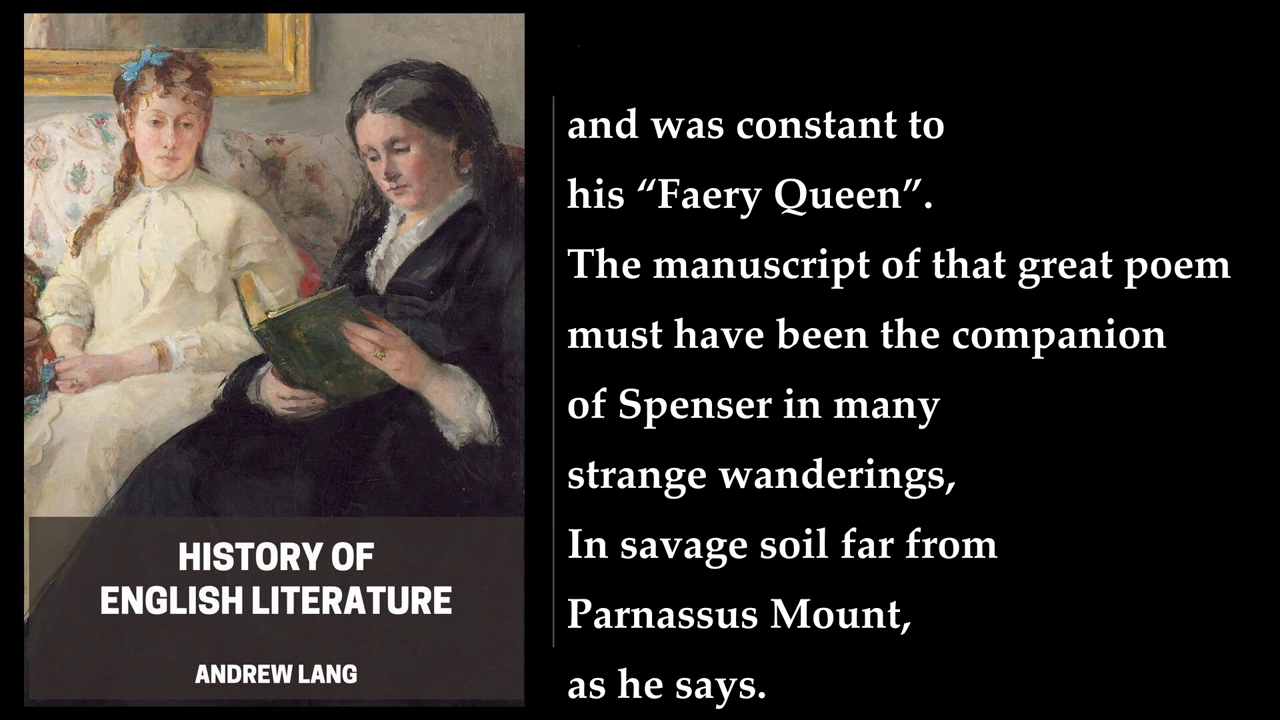 HISTORY OF
ENGLISH LITERATURE
ANDREW LANG
and was constant to
his “Faery Queen”.
The manuscript of that great poem
must have been the companion
of Spenser in many
strange wanderings,
In savage soil far from
Parnassus Mount,
as he says.